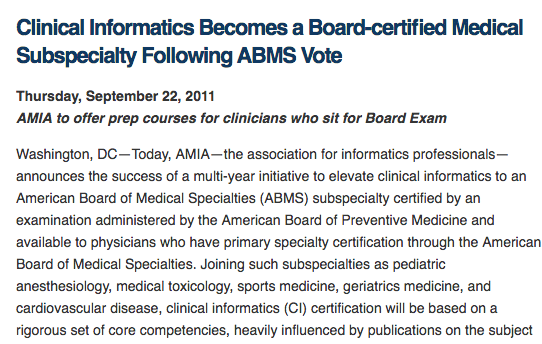 Clinical Informatics Becomes a Board-certified Medical
Subspecialty Following ABMS Vote
Thursday, September 22, 2011
AMIA to offer prep courses for clinicians who sit for Board Exam
Washington, DC—Today, AMIA—the association for informatics professionals—
announces the success of a multi-year initiative to elevate clinical informatics to an
American Board of Medical Specialties (ABMS) subspecialty certified by an
examination administered by the American Board of Preventive Medicine and
available to physicians who have primary specialty certification through the American
Board of Medical Specialties. Joining such subspecialties as pediatric
anesthesiology, medical toxicology, sports medicine, geriatrics medicine, and
cardiovascular disease, clinical informatics (CI) certification will be based on a
rigorous set of core competencies, heavily influenced by publications on the subject